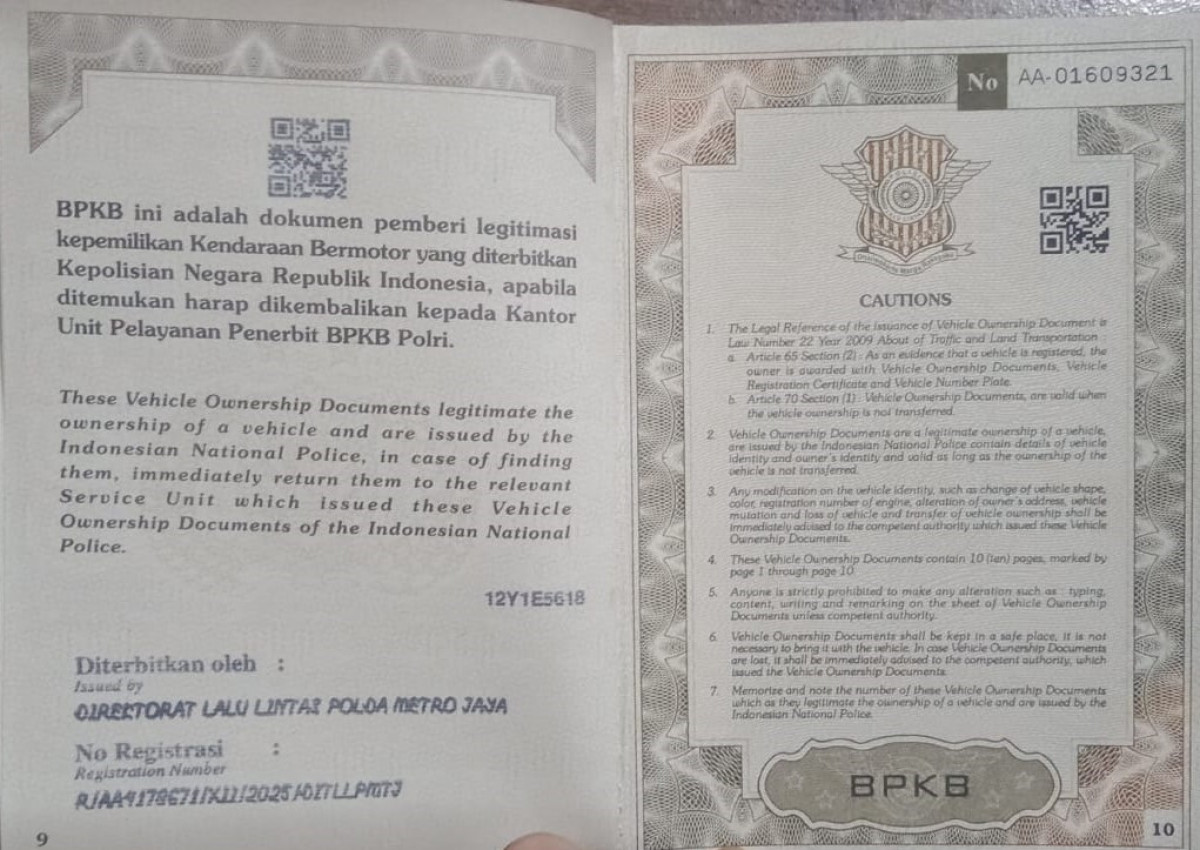 BPKB ini adalah dokumen pemberi legitimasi
kepemilikan Kendaraan Bermotor yang diterbitkan
Kepolisian Negara Republik Indonesia, apabila
ditemukan harap dikembalikan kepada Kantor
Unit Pelayanan Penerbit BPKB Polri.
These Vehicle Ownership Documents legitimate the
ownership of a vehicle and are issued by the
Indonesian National Police, in case of finding
them, immediately return them to the relevant
Service Unit which issued these Vehicle
Ownership Documents of the Indonesian National
Police.
12Y1E5618
Diterbitkan oleh :
Issued by
DIREKTORAT LALU LINTAS POLDA METRO JAYA
No Registrasi :
Registration Number
R/AA4178671/XII/2025/DITLLPMTJ
9
No AA-01609321
CAUTIONS
1. The Legal Reference of the Issuance of Vehicle Ownership Document is
Law Number 22 Year 2009 About of Traffic and Land Transportation :
a. Article 65 Section (2) : As an evidence that a vehicle is registered, the
owner is awarded with Vehicle Ownership Documents, Vehicle
Registration Certificate and Vehicle Number Plate.
b. Article 70 Section (1) : Vehicle Ownership Documents, are valid when
the vehicle ownership is not transferred.
2. Vehicle Ownership Documents are a legitimate ownership of a vehicle,
are issued by the Indonesian National Police contain details of vehicle
identity and owner's identity and valid as long as the ownership of the
vehicle is not transferred.
3. Any modification on the vehicle identity, such as change of vehicle shape,
color, registration number of engine, alteration of owner's address, vehicle
mutation and loss of vehicle and transfer of vehicle ownership shall be
immediately advised to the competent authority which issued these Vehicle
Ownership Documents.
4. These Vehicle Ownership Documents contain 10 (ten) pages, marked by
page 1 through page 10.
5. Anyone is strictly prohibited to make any alteration such as : typing,
content, writing and remarking on the sheet of Vehicle Ownership
Documents unless competent authority.
6. Vehicle Ownership Documents shall be kept in a safe place, it is not
necessary to bring it with the vehicle. In case Vehicle Ownership Documents
are lost, it shall be immediately advised to the competent authority, which
issued the Vehicle Ownership Documents.
7. Memorize and note the number of these Vehicle Ownership Documents
which as they legitimate the ownership of a vehicle and are issued by the
Indonesian National Police.
BPKB
10